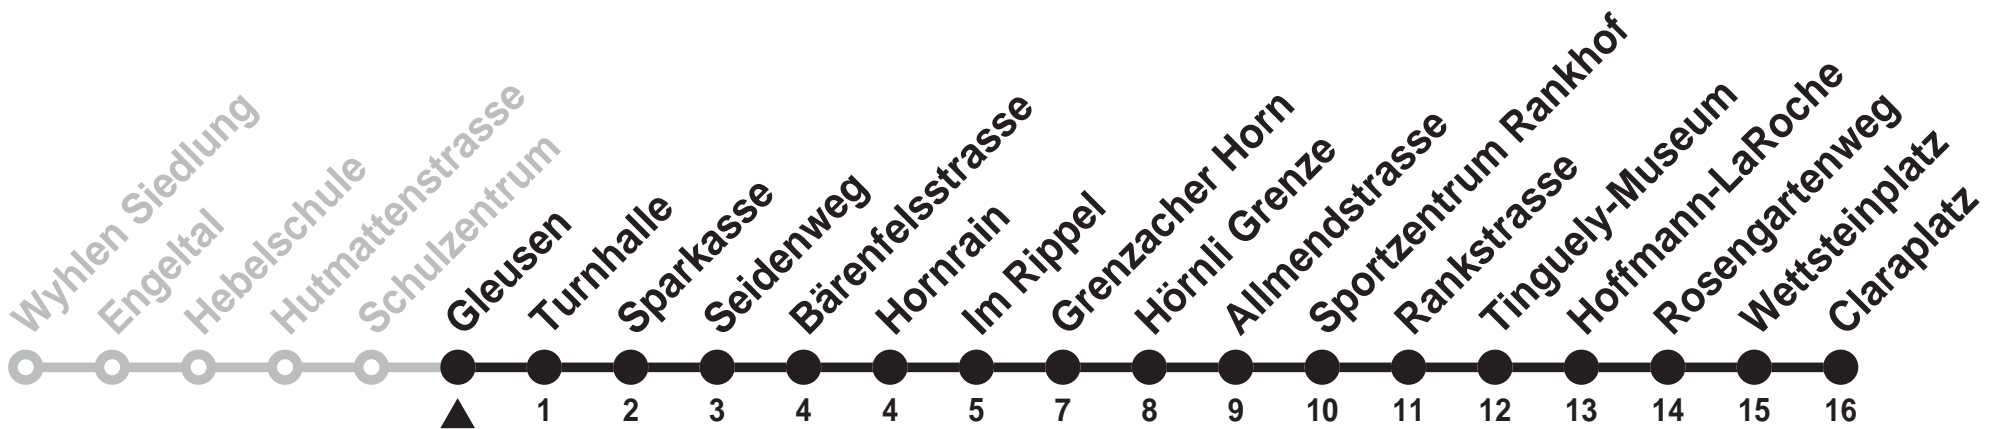 Wyhlen Siedlung
Engeltal
Hebelschule
Hutmattenstrasse
Schulzentrum
Gleusen
Turnhalle
Sparkasse
Seidenweg
Bärenfelsstrasse
Hornrain
Im Rippel
Grenzacher Horn
Hörnli Grenze
Allmendstrasse
Sportzentrum Rankhof
Rankstrasse
Tinguely-Museum
Hoffmann-LaRoche
Rosengartenweg
Wettsteinplatz
Claraplatz
1 2 3 4 4 5 7 8 9 10 11 12 13 14 15 16